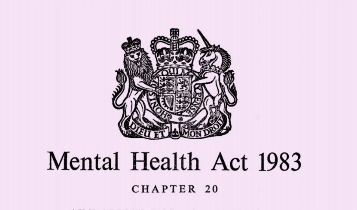 DIEU ET MON DROIT
Mental Health Act 1983
CHAPTER 20